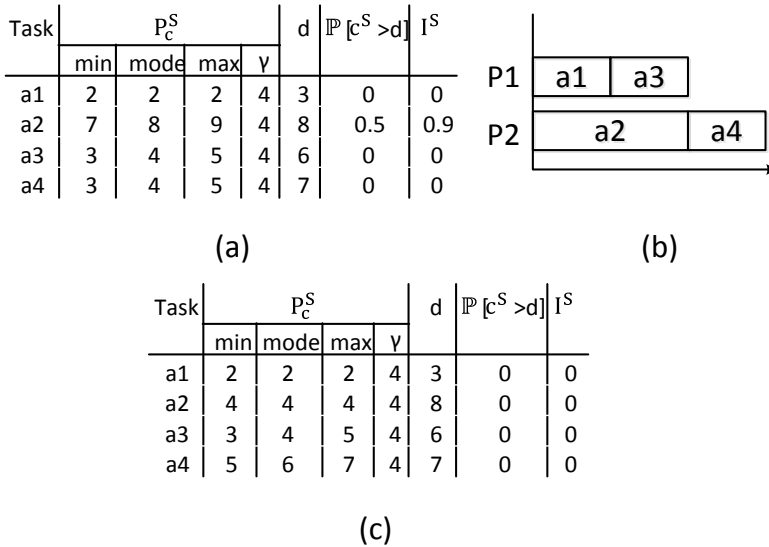 Task P_c^S d ℙ [c^S >d] I^S
min mode max γ
a1 2 2 2 4 3 0 0
a2 7 8 9 4 8 0.5 0.9
a3 3 4 5 4 6 0 0
a4 3 4 5 4 7 0 0
(a)
P1 a1 a3
P2 a2 a4
(b)
Task P_c^S d ℙ [c^S >d] I^S
min mode max γ
a1 2 2 2 4 3 0 0
a2 4 4 4 4 8 0 0
a3 3 4 5 4 6 0 0
a4 5 6 7 4 7 0 0
(c)